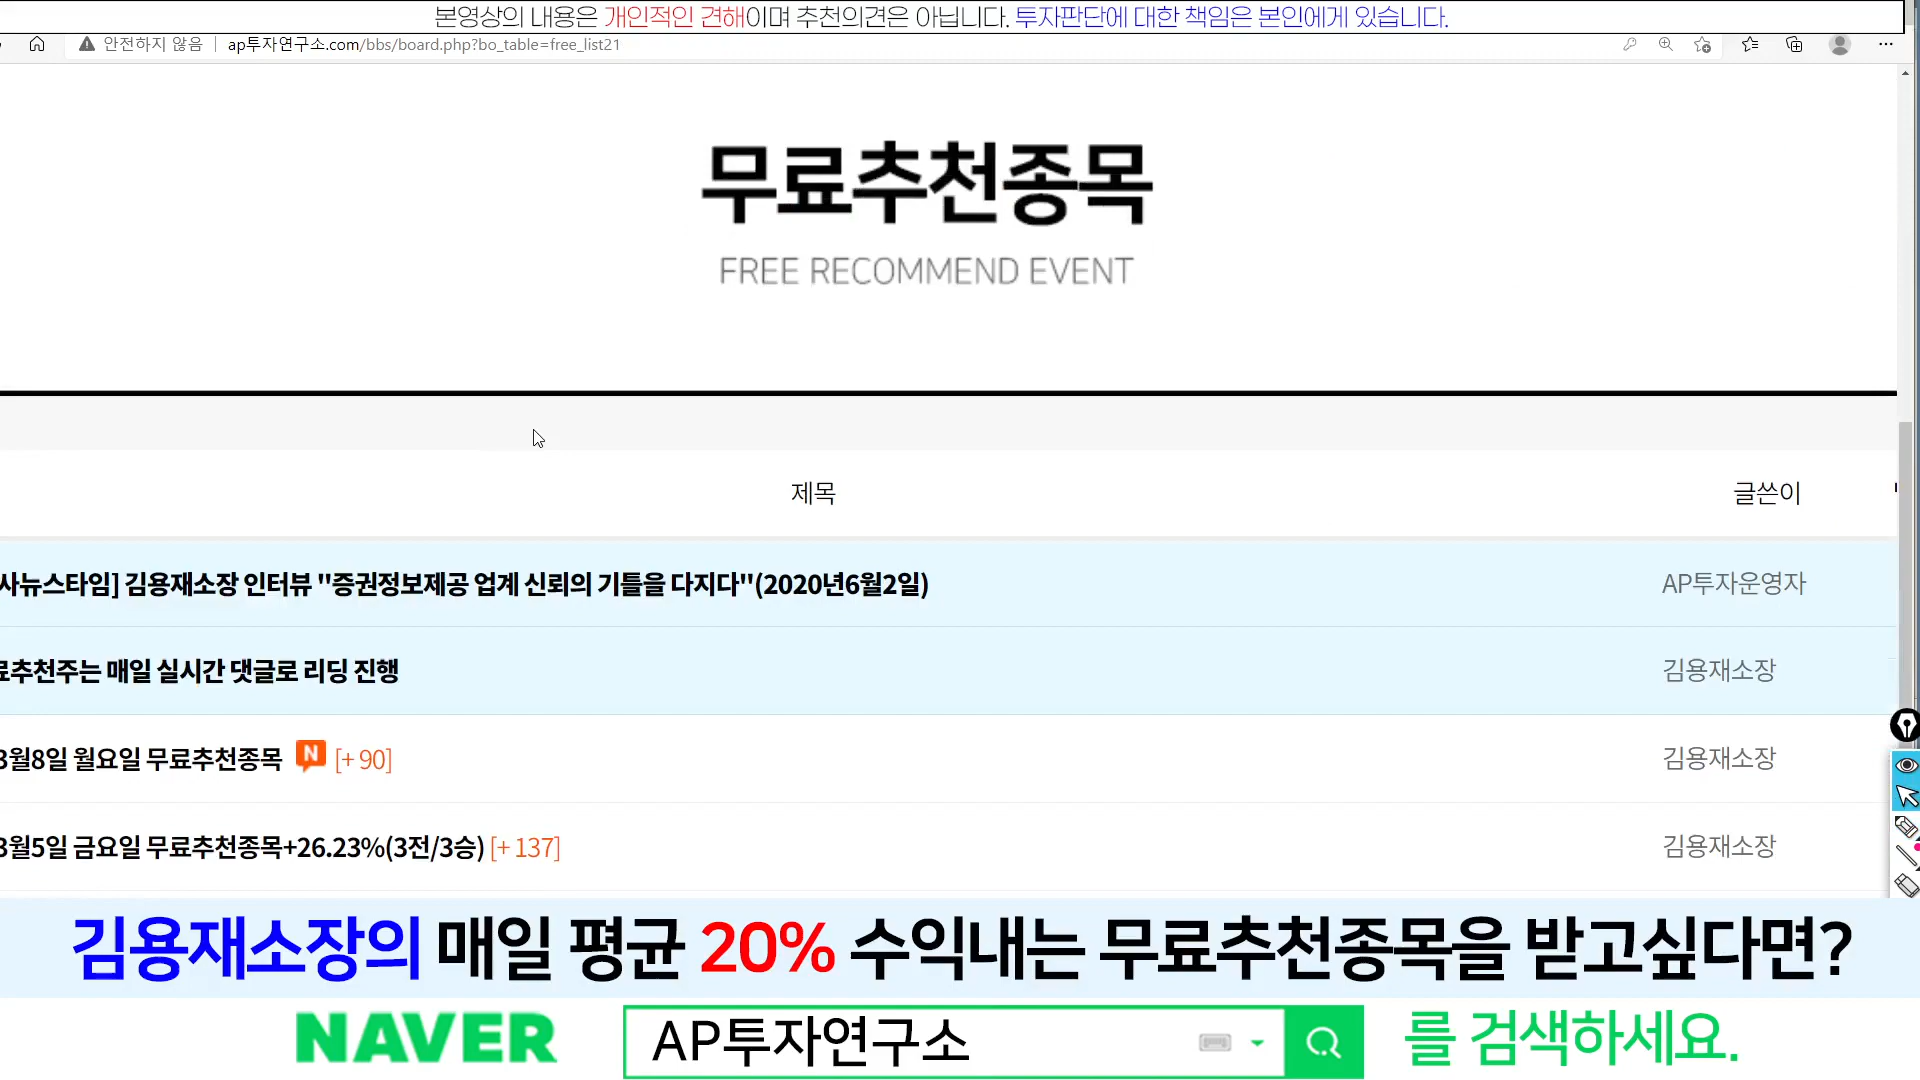 본영상의 내용은 개인적인 견해이며 추천의견은 아닙니다. 투자판단에 대한 책임은 본인에게 있습니다.
안전하지 않음 | ap투자연구소.com/bbs/board.php?bo_table=free_list21
무료추천종목
FREE RECOMMEND EVENT
제목 글쓴이
사뉴스타임] 김용재소장 인터뷰 "증권정보제공 업계 신뢰의 기틀을 다지다"(2020년6월2일) AP투자운영자
료추천주는 매일 실시간 댓글로 리딩 진행 김용재소장
3월8일 월요일 무료추천종목 N [+ 90] 김용재소장
3월5일 금요일 무료추천종목+26.23%(3전/3승) [+ 137] 김용재소장
김용재소장의 매일 평균 20% 수익내는 무료추천종목을 받고싶다면?
NAVER AP투자연구소 를 검색하세요.